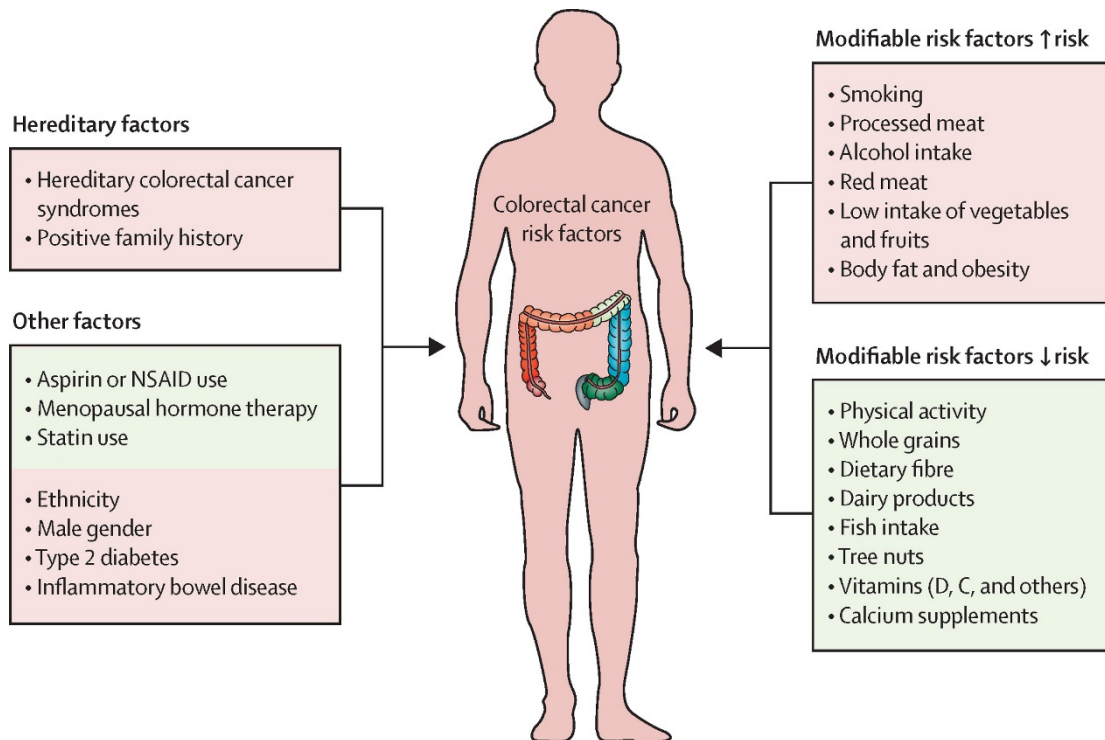 Hereditary factors
• Hereditary colorectal cancer
syndromes
• Positive family history
Other factors
• Aspirin or NSAID use
• Menopausal hormone therapy
• Statin use
• Ethnicity
• Male gender
• Type 2 diabetes
• Inflammatory bowel disease
Colorectal cancer
risk factors
Modifiable risk factors ↑risk
• Smoking
• Processed meat
• Alcohol intake
• Red meat
• Low intake of vegetables
and fruits
• Body fat and obesity
Modifiable risk factors ↓risk
• Physical activity
• Whole grains
• Dietary fibre
• Dairy products
• Fish intake
• Tree nuts
• Vitamins (D, C, and others)
• Calcium supplements